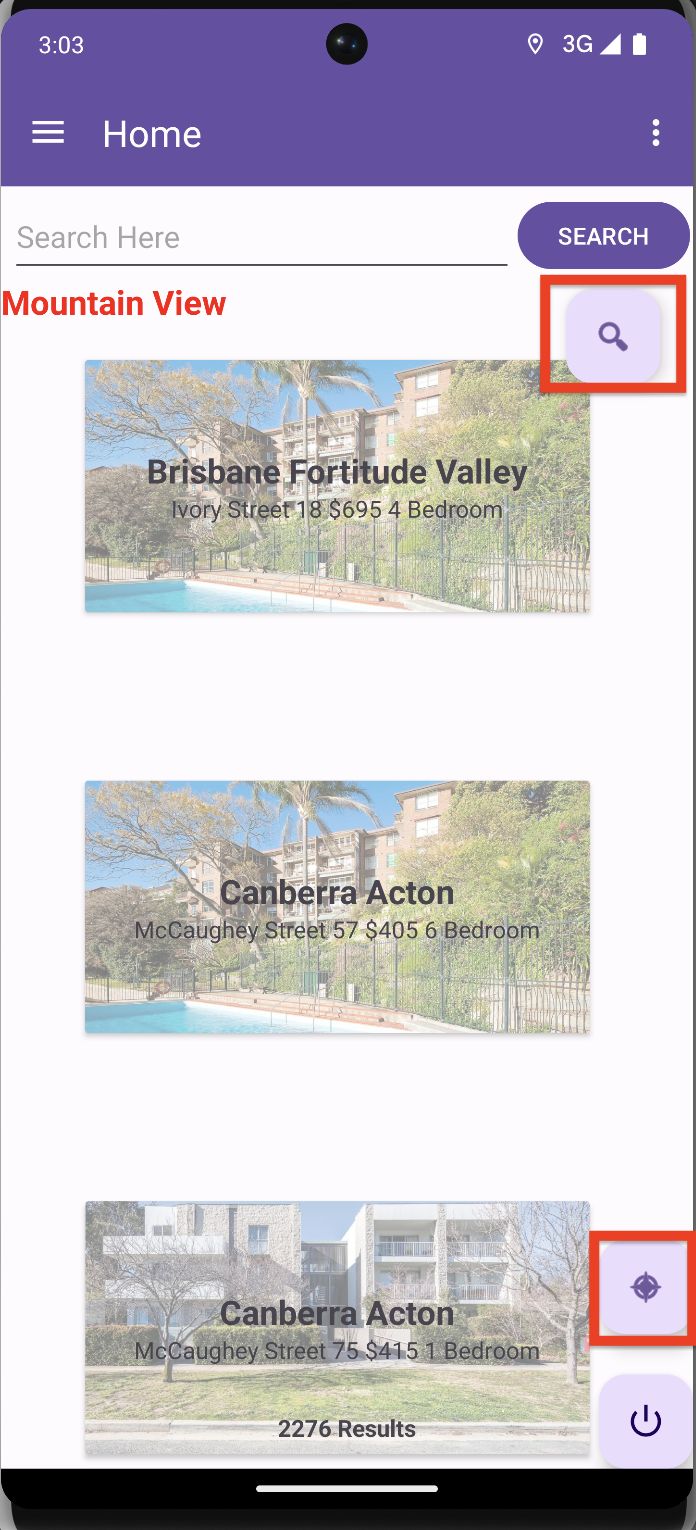 3:03
3G
Home
Search Here
SEARCH
Mountain View
Brisbane Fortitude Valley
Ivory Street 18 $695 4 Bedroom
Canberra Acton
McCaughey Street 57 $405 6 Bedroom
Canberra Acton
McCaughey Street 75 $415 1 Bedroom
2276 Results